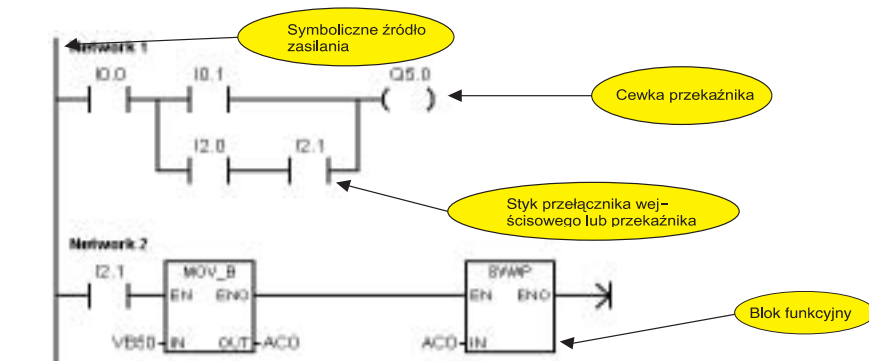 Symboliczne źródło
zasilania
Network 1
I0.0 I0.1 Q5.0
Cewka przekaźnika
I2.0 I2.1
Styk przełącznika wej-
ścisowego lub przekaźnika
Network 2
I2.1 MOV_B SWAP
EN ENO EN ENO
Blok funkcyjny
VB50 IN OUT AC0 AC0 IN